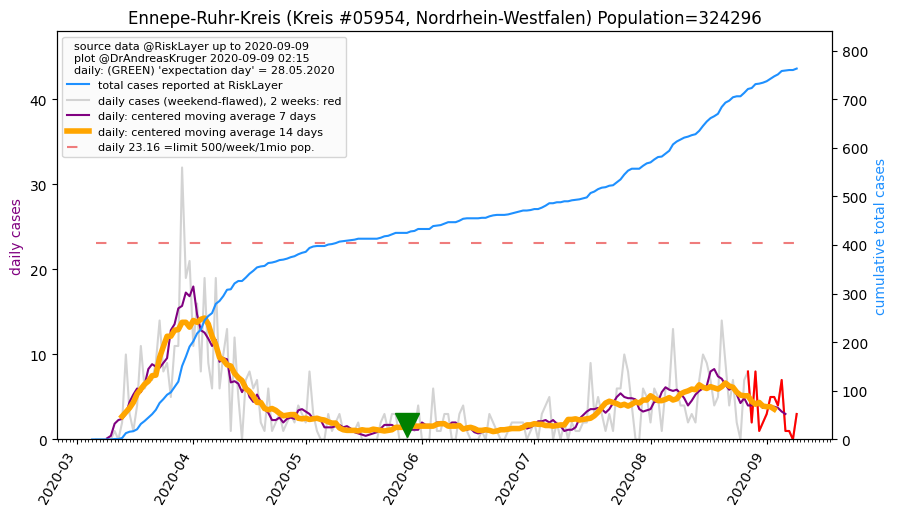 Ennepe-Ruhr-Kreis (Kreis #05954, Nordrhein-Westfalen) Population=324296
source data @RiskLayer up to 2020-09-09
plot @DrAndreasKruger 2020-09-09 02:15
daily: (GREEN) 'expectation day' = 28.05.2020
total cases reported at RiskLayer
daily cases (weekend-flawed), 2 weeks: red
daily: centered moving average 7 days
daily: centered moving average 14 days
daily 23.16 =limit 500/week/1mio pop.
daily cases
40
30
20
10
0
800
700
600
500
400
300
200
100
0
cumulative total cases
2020-03
2020-04
2020-05
2020-06
2020-07
2020-08
2020-09